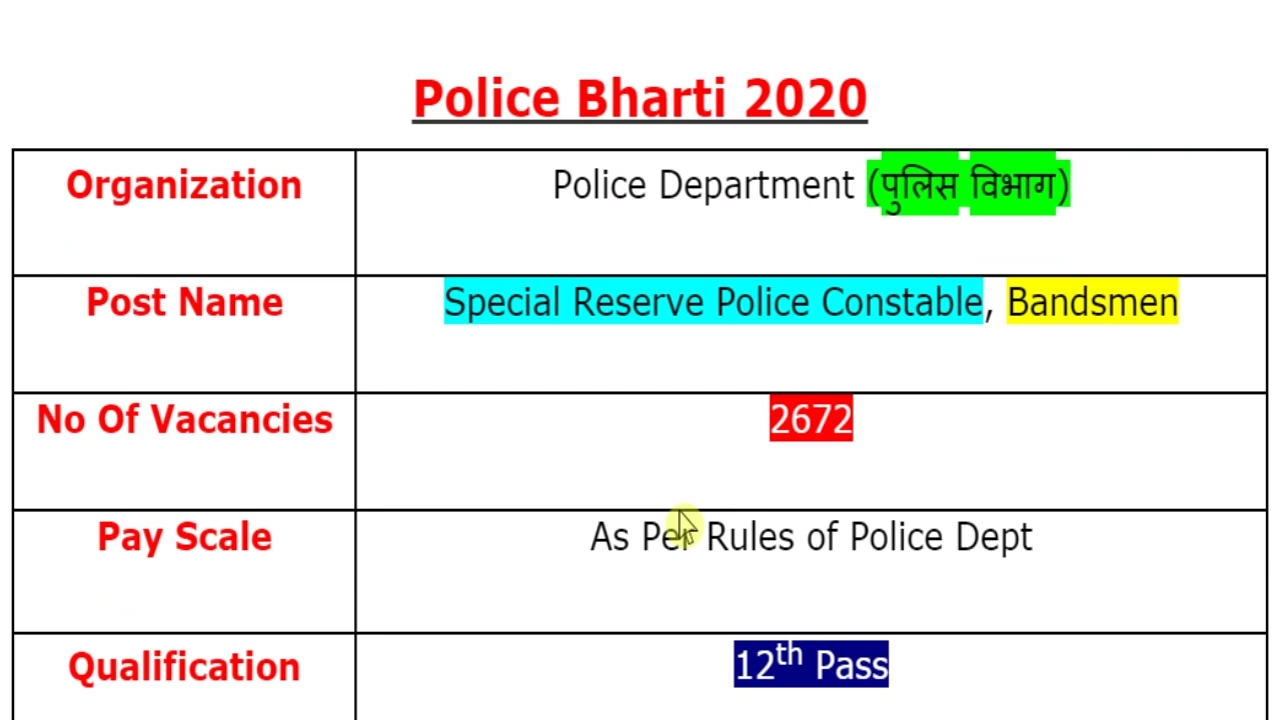 Police Bharti 2020
Organization
Police Department (पुलिस विभाग)
Post Name
Special Reserve Police Constable, Bandsmen
No Of Vacancies
2672
Pay Scale
As Per Rules of Police Dept
Qualification
12th Pass